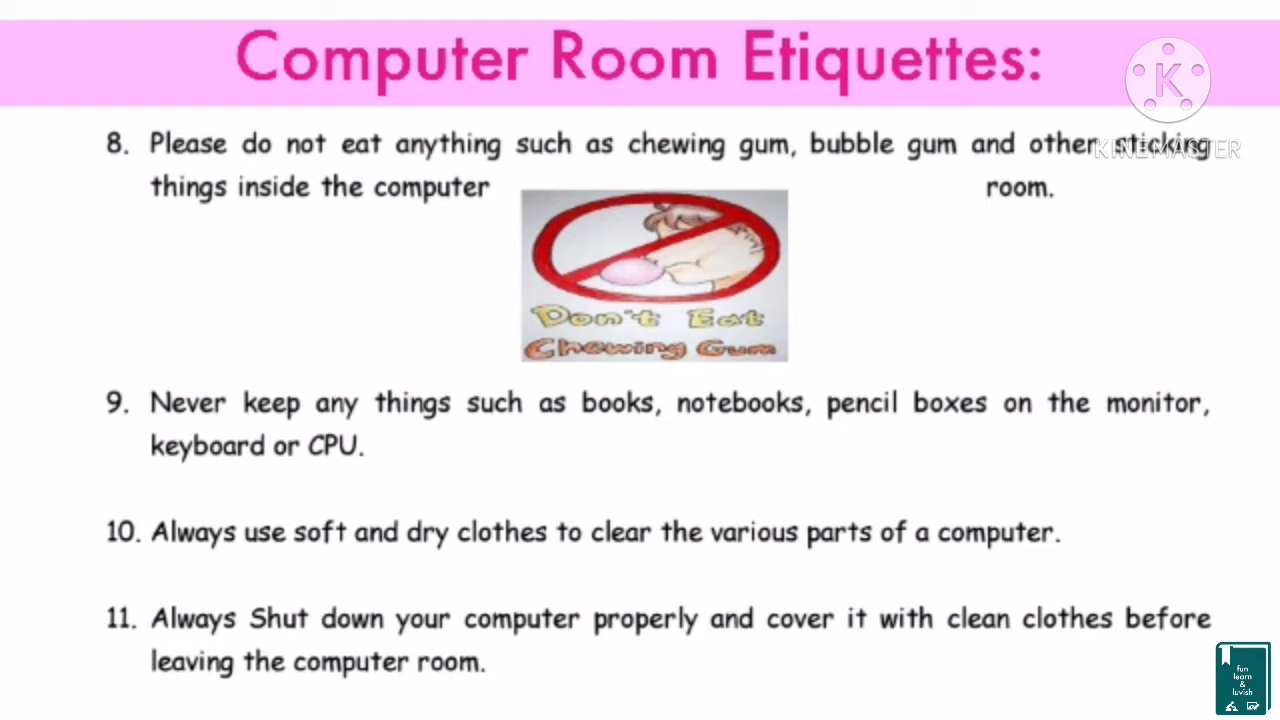 Computer Room Etiquettes:
K
KINEMASTER
8. Please do not eat anything such as chewing gum, bubble gum and other sticking
things inside the computer room.
Don't Eat
Chewing Gum
9. Never keep any things such as books, notebooks, pencil boxes on the monitor,
keyboard or CPU.
10. Always use soft and dry clothes to clear the various parts of a computer.
11. Always Shut down your computer properly and cover it with clean clothes before
leaving the computer room.
fun
learn
&
luvish